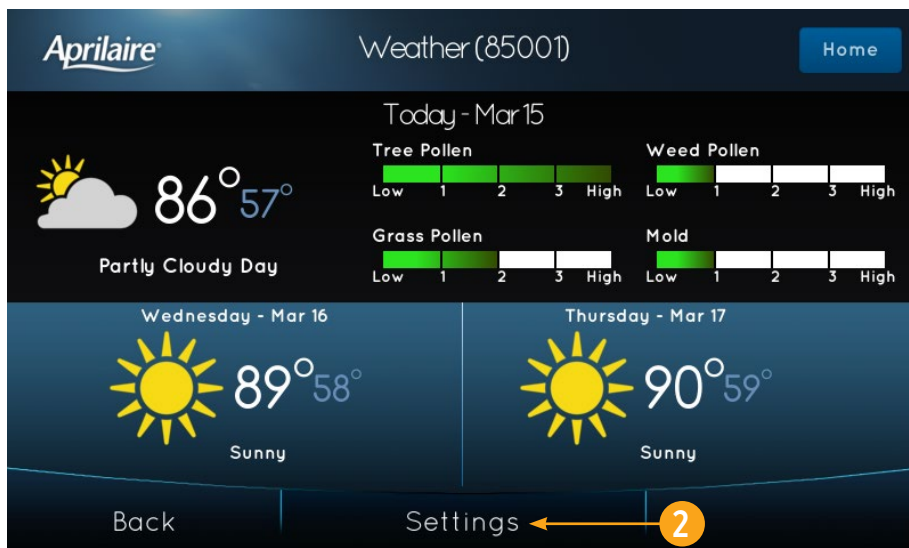 Aprilaire
Weather (85001)
Home
Today - Mar 15
86° 57°
Partly Cloudy Day
Tree Pollen
Low 1 2 3 High
Weed Pollen
Low 1 2 3 High
Grass Pollen
Low 1 2 3 High
Mold
Low 1 2 3 High
Wednesday - Mar 16
89° 58°
Sunny
Thursday - Mar 17
90° 59°
Sunny
Back
Settings
2